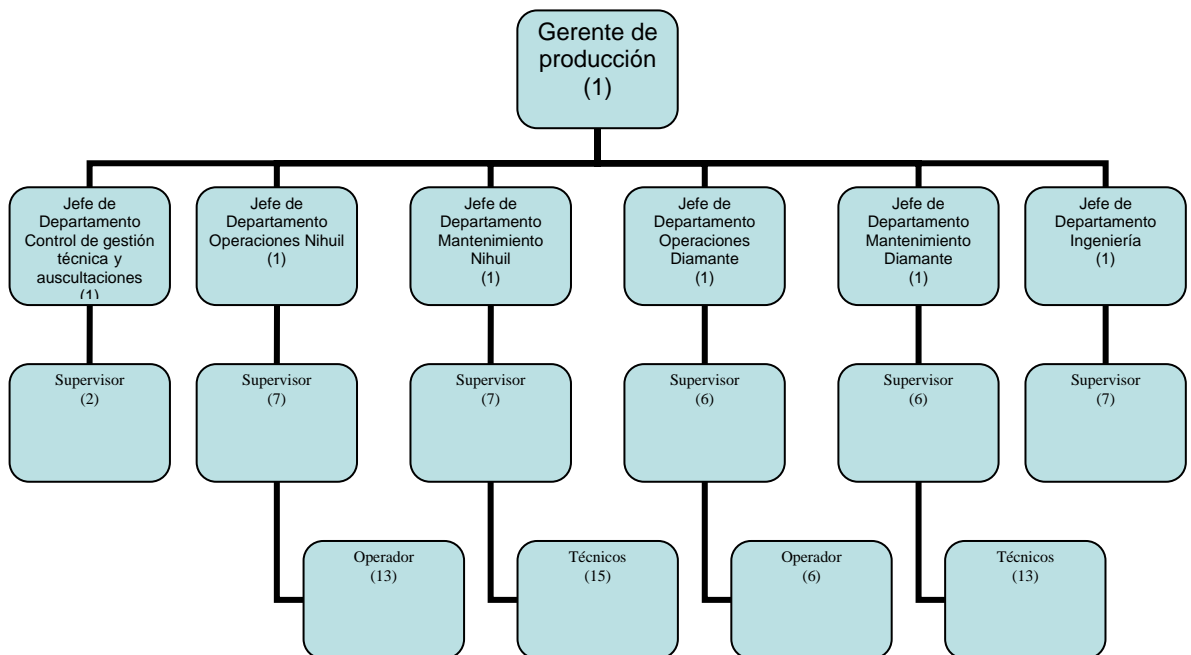 Gerente de
producción
(1)
Jefe de
Departamento
Control de gestión
técnica y
auscultaciones
(1)
Jefe de
Departamento
Operaciones Nihuil
(1)
Jefe de
Departamento
Mantenimiento
Nihuil
(1)
Jefe de
Departamento
Operaciones
Diamante
(1)
Jefe de
Departamento
Mantenimiento
Diamante
(1)
Jefe de
Departamento
Ingeniería
(1)
Supervisor
(2)
Supervisor
(7)
Supervisor
(7)
Supervisor
(6)
Supervisor
(6)
Supervisor
(7)
Operador
(13)
Técnicos
(15)
Operador
(6)
Técnicos
(13)